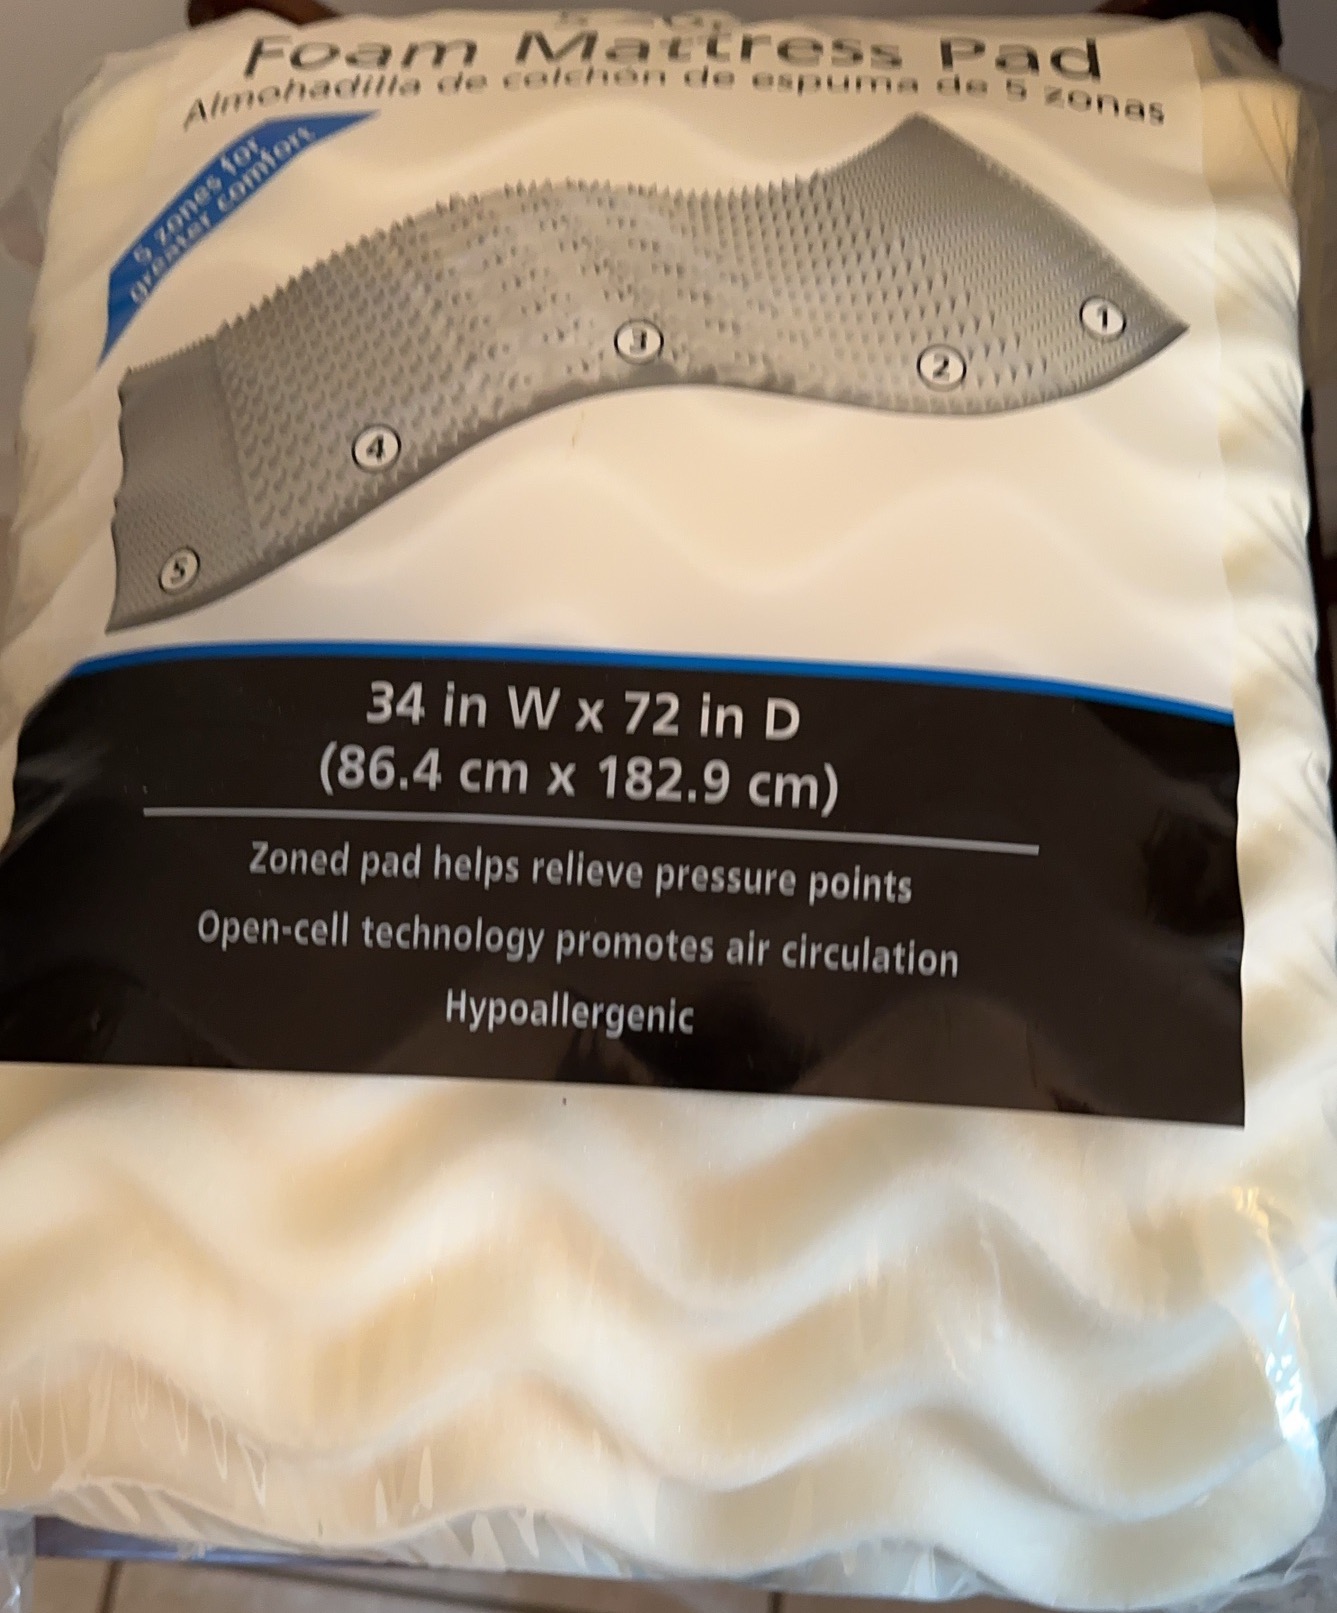 Foam Mattress Pad
Almohadilla de colchón de espuma de 5 zonas
5 zones for
greater comfort
1
2
3
4
5
34 in W x 72 in D
(86.4 cm x 182.9 cm)
Zoned pad helps relieve pressure points
Open-cell technology promotes air circulation
Hypoallergenic